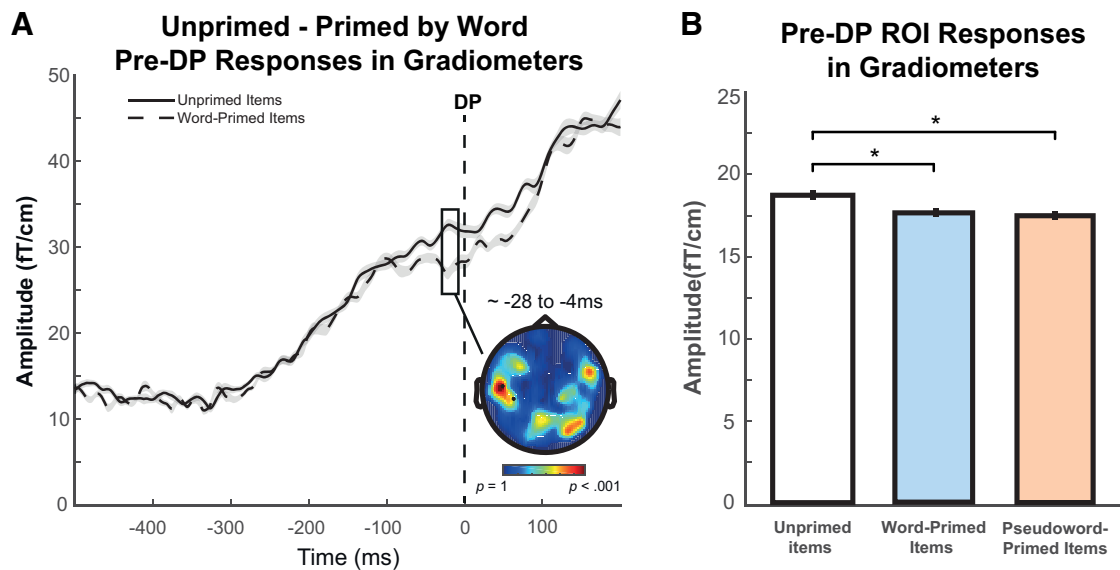 A
Unprimed - Primed by Word
Pre-DP Responses in Gradiometers
50
40
30
20
10
0
Amplitude (fT/cm)
Unprimed Items
Word-Primed Items
DP
~ -28 to -4ms
p = 1
p < .001
-400
-300
-200
-100
0
100
Time (ms)
B
Pre-DP ROI Responses
in Gradiometers
25
20
15
10
5
0
Amplitude(fT/cm)
*
*
Unprimed
items
Word-Primed
Items
Pseudoword-
Primed Items